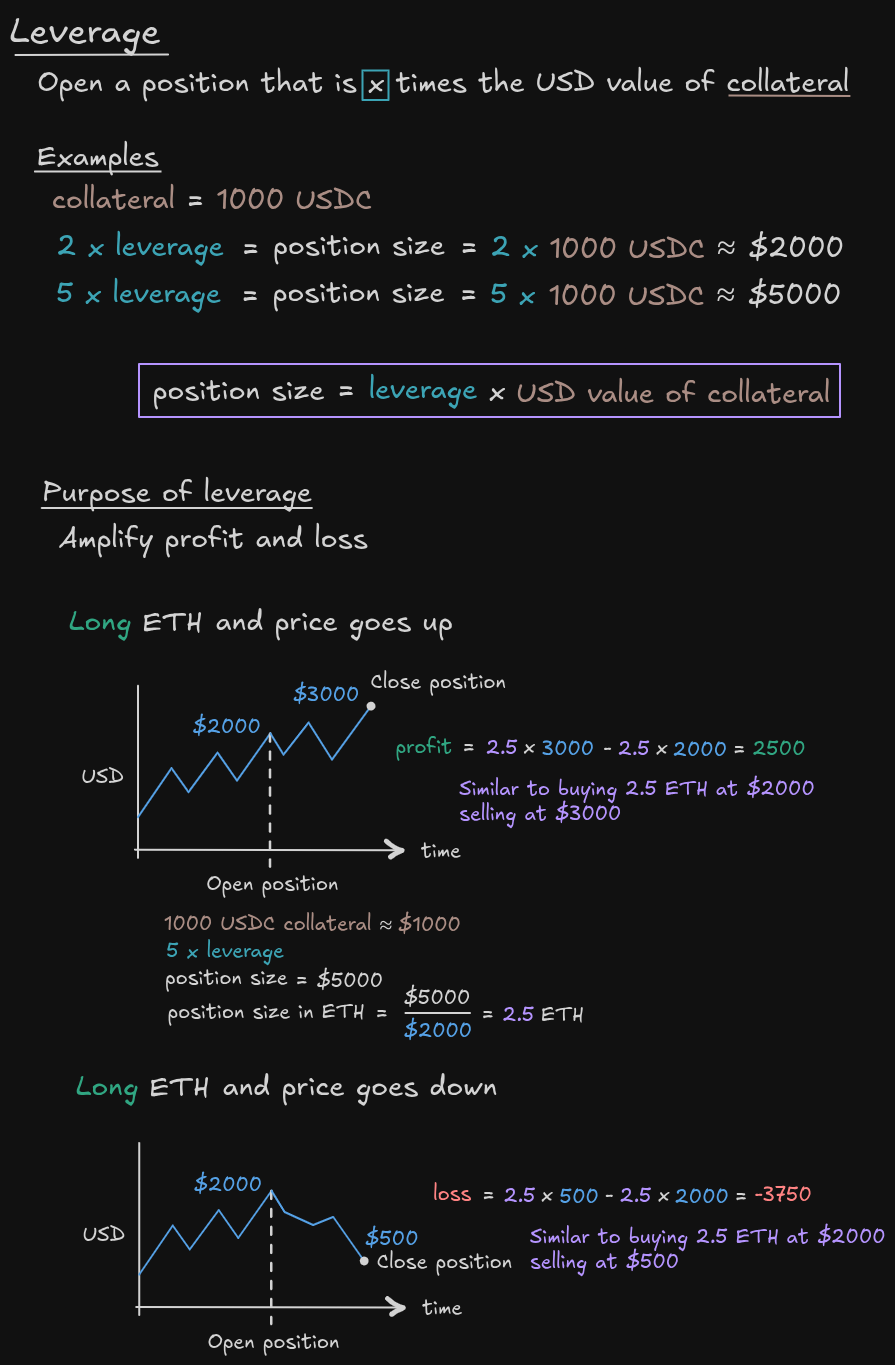 Leverage
Open a position that is x times the USD value of collateral
Examples
collateral = 1000 USDC
2 x leverage = position size = 2 x 1000 USDC ≈ $2000
5 x leverage = position size = 5 x 1000 USDC ≈ $5000
position size = leverage x USD value of collateral
Purpose of leverage
Amplify profit and loss
Long ETH and price goes up
$3000
Close position
$2000
USD
profit = 2.5 x 3000 - 2.5 x 2000 = 2500
Similar to buying 2.5 ETH at $2000
selling at $3000
time
Open position
1000 USDC collateral ≈ $1000
5 x leverage
position size = $5000
position size in ETH = $5000 / $2000 = 2.5 ETH
Long ETH and price goes down
$2000
loss = 2.5 x 500 - 2.5 x 2000 = -3750
USD
$500
Close position
Similar to buying 2.5 ETH at $2000
selling at $500
time
Open position